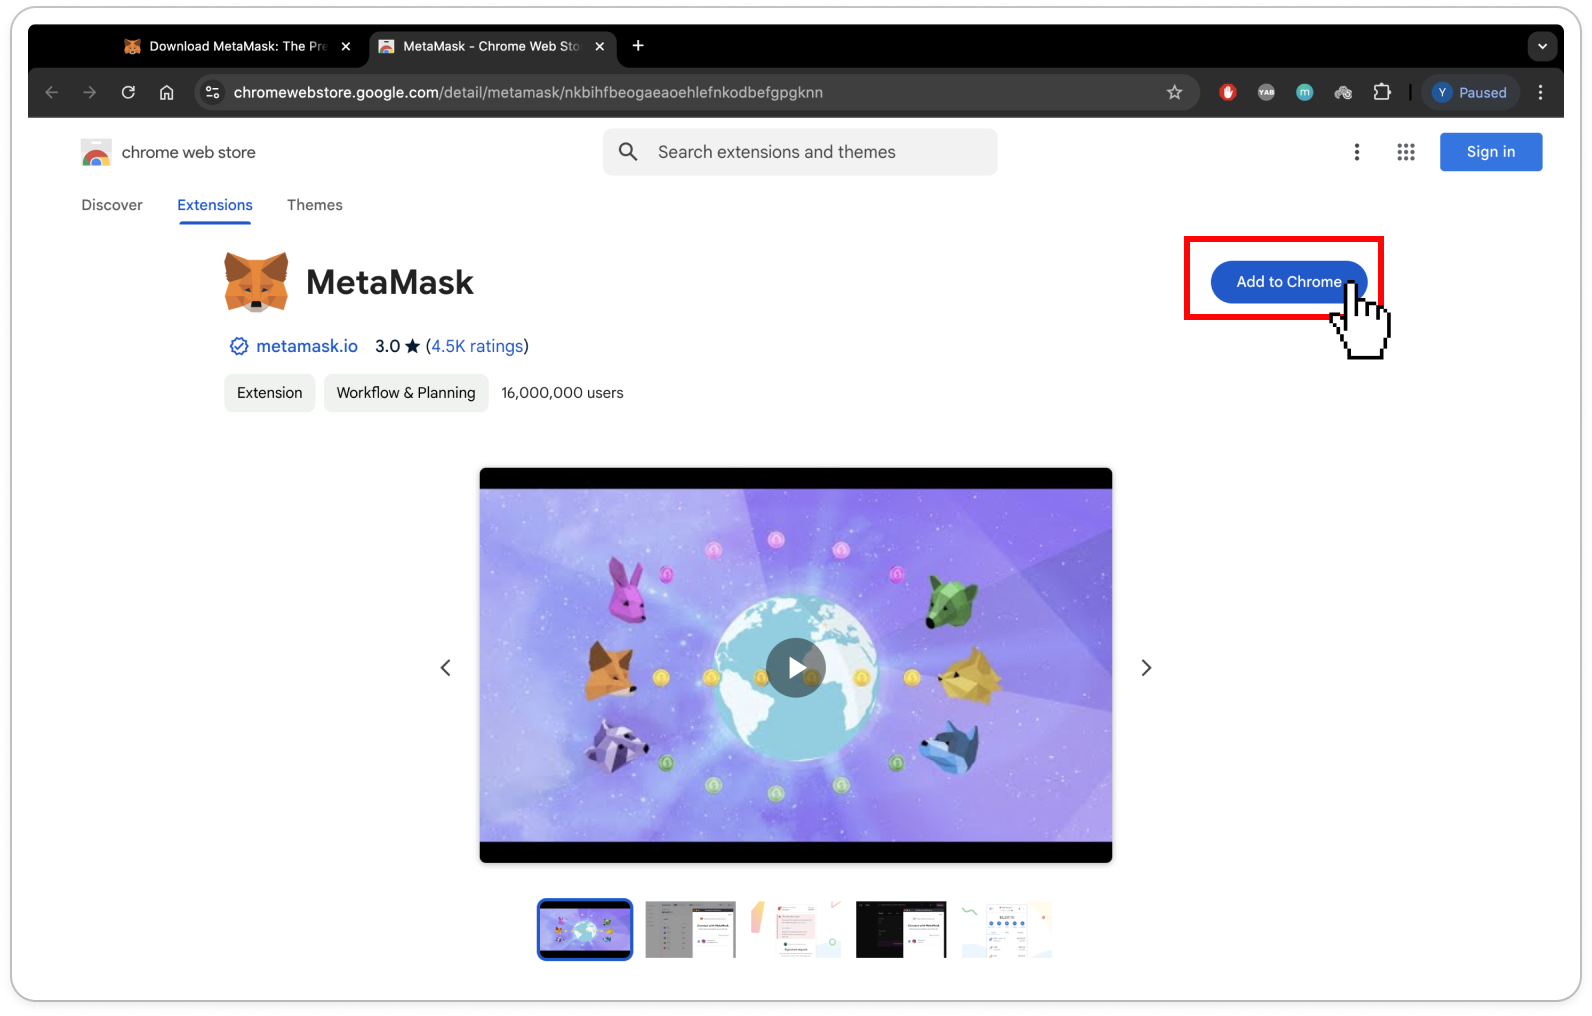 Download MetaMask: The Pre
MetaMask - Chrome Web Sto
chromewebstore.google.com/detail/metamask/nkbihfbeogaeaoehlefnkodbefgpgknn
YAB
m
Y Paused
chrome web store
Search extensions and themes
Sign in
Discover
Extensions
Themes
MetaMask
Add to Chrome
metamask.io 3.0 ★ (4.5K ratings)
Extension
Workflow & Planning
16,000,000 users